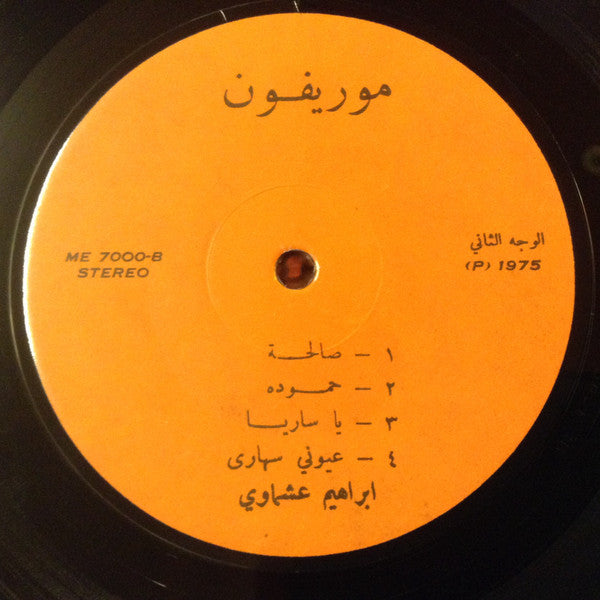 موريفون
ME 7000-B
STEREO
الوجه الثاني
(P) 1975
١ - صالحة
٢ - حموده
٣ - يا ساريا
٤ - عيوني سهارى
ابراهيم عشماوي